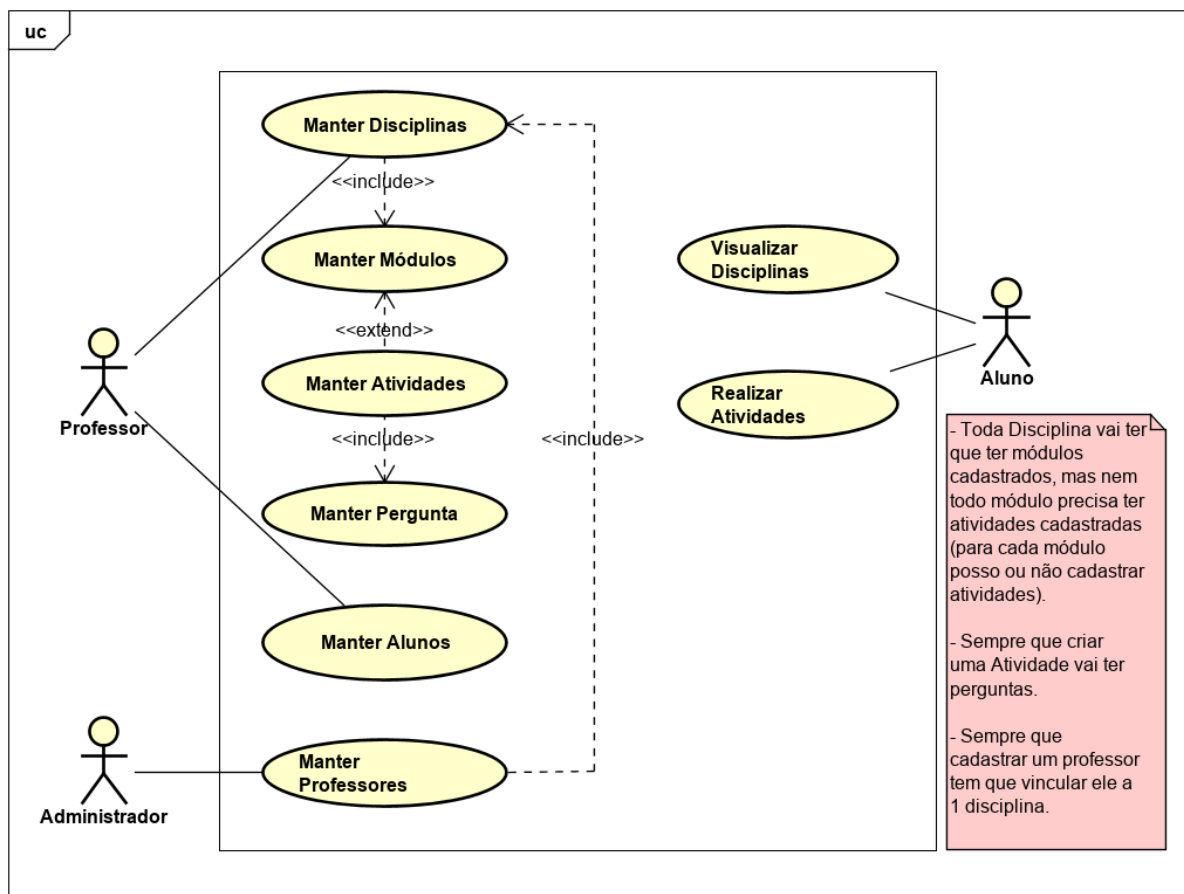 uc
Manter Disciplinas
<<include>>
Manter Módulos
<<extend>>
Manter Atividades
<<include>>
Manter Pergunta
Manter Alunos
Manter
Professores
<<include>>
Professor
Administrador
Visualizar
Disciplinas
Realizar
Atividades
Aluno
- Toda Disciplina vai ter
que ter módulos
cadastrados, mas nem
todo módulo precisa ter
atividades cadastradas
(para cada módulo
posso ou não cadastrar
atividades).
- Sempre que criar
uma Atividade vai ter
perguntas.
- Sempre que
cadastrar um professor
tem que vincular ele a
1 disciplina.